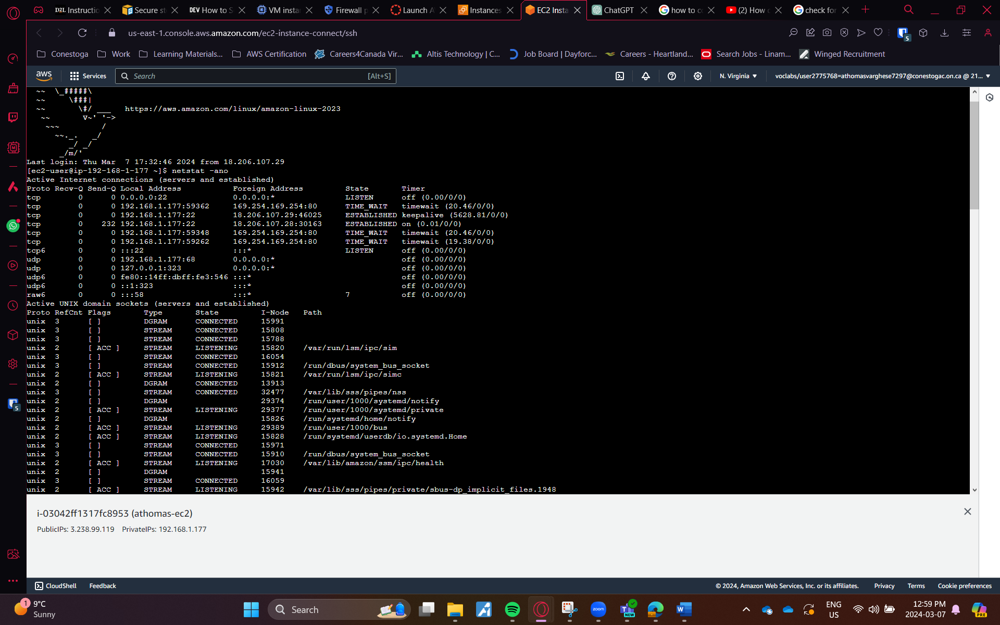 D2L Instructio
Secure st
DEV How to S
VM insta
Firewall p
Launch A
Instances
EC2 Insta
ChatGPT
how to co
(2) How c
check for
us-east-1.console.aws.amazon.com/ec2-instance-connect/ssh
5
Conestoga
Work
Learning Materials...
AWS Certification
Careers4Canada Vir...
Altis Technology | C...
Job Board | Dayforc...
Careers - Heartland...
Search Jobs - Linam...
Winged Recruitment
aws
Services
Search
[Alt+S]
N. Virginia
voclabs/user2775768=athomasvarghese7297@conestogac.on.ca @ 21...
~~ \_#####\
~~ \###|
~~ \#/ ___ https://aws.amazon.com/linux/amazon-linux-2023
~~ V~' '->
~~~ /
~~._. _/
_/ _/
_/m/'
Last login: Thu Mar  7 17:32:46 2024 from 18.206.107.29
[ec2-user@ip-192-168-1-177 ~]$ netstat -ano
Active Internet connections (servers and established)
Proto Recv-Q Send-Q Local Address Foreign Address State Timer
tcp 0 0 0.0.0.0:22 0.0.0.0:* LISTEN off (0.00/0/0)
tcp 0 0 192.168.1.177:59362 169.254.169.254:80 TIME_WAIT timewait (20.46/0/0)
tcp 0 0 192.168.1.177:22 18.206.107.29:46025 ESTABLISHED keepalive (5628.81/0/0)
tcp 0 232 192.168.1.177:22 18.206.107.28:30163 ESTABLISHED on (0.01/0/0)
tcp 0 0 192.168.1.177:59348 169.254.169.254:80 TIME_WAIT timewait (20.46/0/0)
tcp 0 0 192.168.1.177:59262 169.254.169.254:80 TIME_WAIT timewait (19.38/0/0)
tcp6 0 0 :::22 :::* LISTEN off (0.00/0/0)
udp 0 0 192.168.1.177:68 0.0.0.0:* off (0.00/0/0)
udp 0 0 127.0.0.1:323 0.0.0.0:* off (0.00/0/0)
udp6 0 0 fe80::14ff:dbff:fe3:546 :::* off (0.00/0/0)
udp6 0 0 ::1:323 :::* off (0.00/0/0)
raw6 0 0 :::58 :::* 7 off (0.00/0/0)
Active UNIX domain sockets (servers and established)
Proto RefCnt Flags Type State I-Node Path
unix 3 [ ] DGRAM CONNECTED 15991
unix 3 [ ] STREAM CONNECTED 15808
unix 3 [ ] STREAM CONNECTED 15788
unix 2 [ ACC ] STREAM LISTENING 15820 /var/run/lsm/ipc/sim
unix 3 [ ] STREAM CONNECTED 16054
unix 3 [ ] STREAM CONNECTED 15912 /run/dbus/system_bus_socket
unix 2 [ ACC ] STREAM LISTENING 15821 /var/run/lsm/ipc/simc
unix 2 [ ] DGRAM CONNECTED 13913
unix 3 [ ] STREAM CONNECTED 32477 /var/lib/sss/pipes/nss
unix 2 [ ] DGRAM 29374 /run/user/1000/systemd/notify
unix 2 [ ACC ] STREAM LISTENING 29377 /run/user/1000/systemd/private
unix 2 [ ] DGRAM 15826 /run/systemd/home/notify
unix 2 [ ACC ] STREAM LISTENING 29389 /run/user/1000/bus
unix 2 [ ACC ] STREAM LISTENING 15828 /run/systemd/userdb/io.systemd.Home
unix 3 [ ] STREAM CONNECTED 15971
unix 3 [ ] STREAM CONNECTED 15910 /run/dbus/system_bus_socket
unix 2 [ ACC ] STREAM LISTENING 17030 /var/lib/amazon/ssm/ipc/health
unix 2 [ ] DGRAM 15941
unix 3 [ ] STREAM CONNECTED 16059
unix 2 [ ACC ] STREAM LISTENING 15942 /var/lib/sss/pipes/private/sbus-dp_implicit_files.1948
5
i-03042ff1317fc8953 (athomas-ec2)
PublicIPs: 3.238.99.119 PrivateIPs: 192.168.1.177
CloudShell
Feedback
© 2024, Amazon Web Services, Inc. or its affiliates.
Privacy
Terms
Cookie preferences
1
9°C
Sunny
Search
zoom
NEW
ENG
US
12:59 PM
2024-03-07
PRE